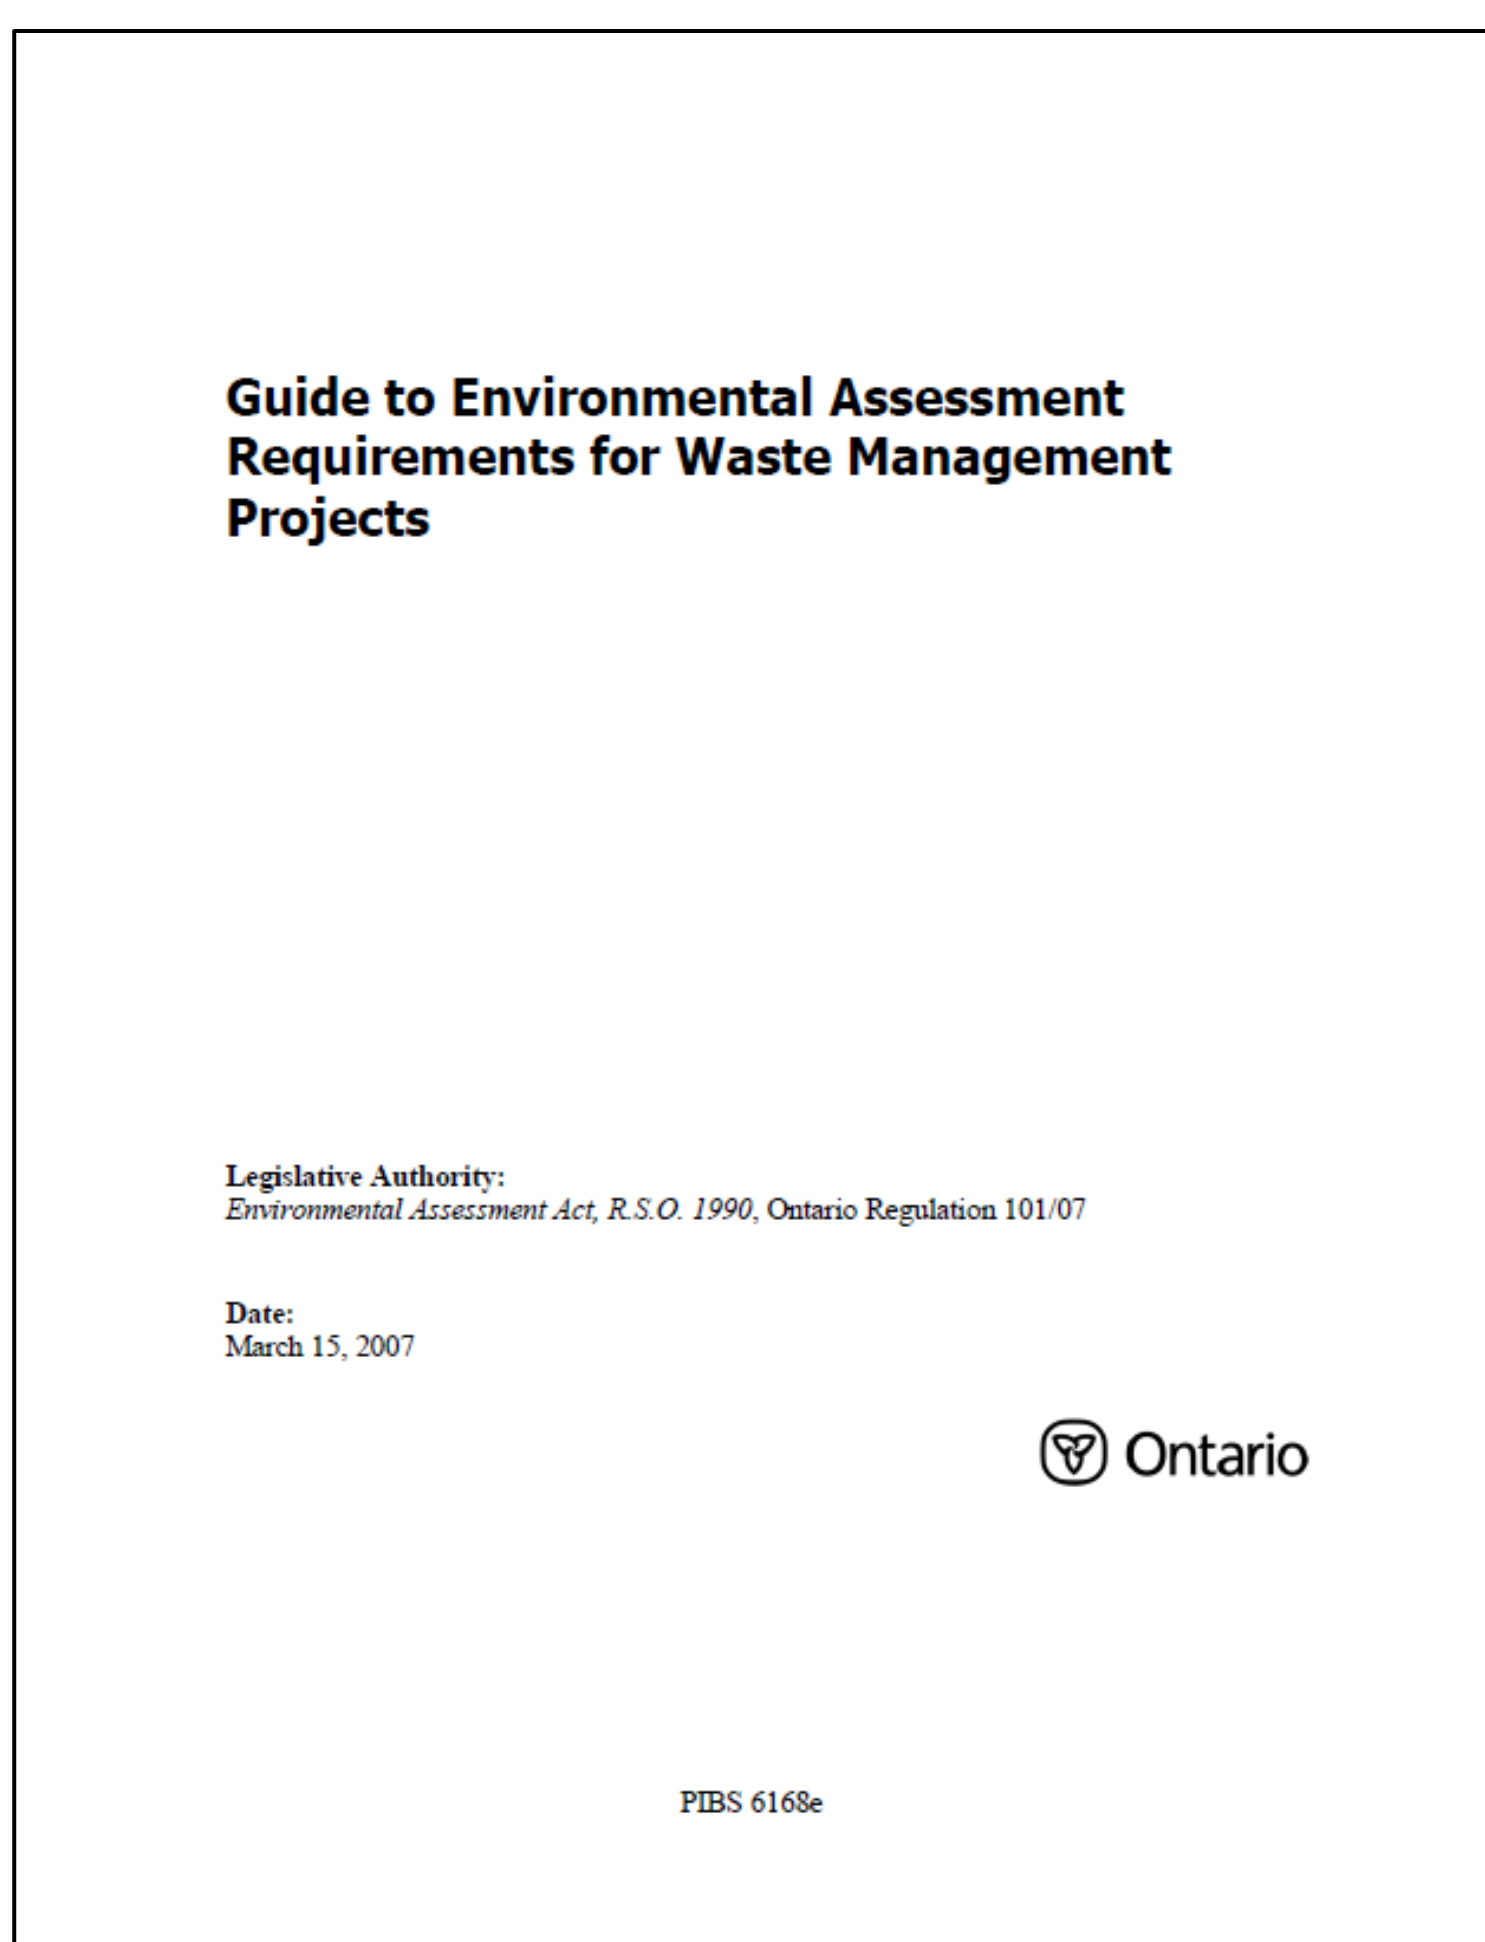 Guide to Environmental Assessment
Requirements for Waste Management
Projects
Legislative Authority:
Environmental Assessment Act, R.S.O. 1990, Ontario Regulation 101/07
Date:
March 15, 2007
Ontario
PIBS 6168e